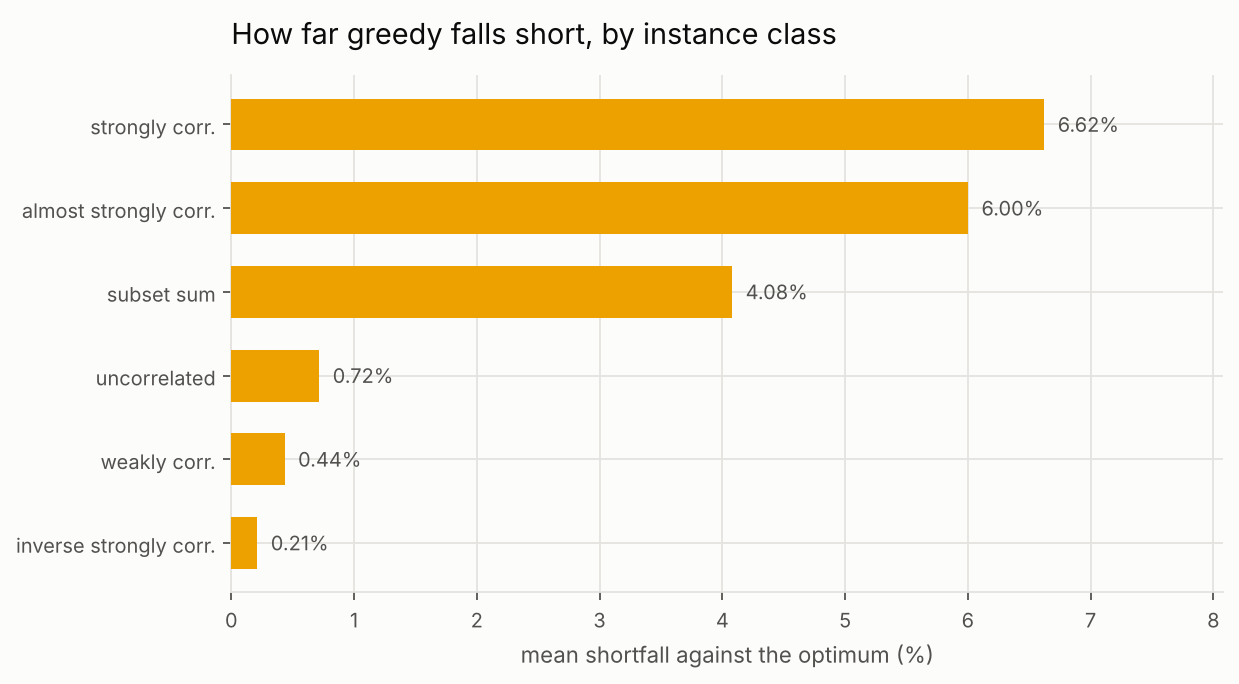 How far greedy falls short, by instance class
strongly corr.
6.62%
almost strongly corr.
6.00%
subset sum
4.08%
uncorrelated
0.72%
weakly corr.
0.44%
inverse strongly corr.
0.21%
0 1 2 3 4 5 6 7 8
mean shortfall against the optimum (%)